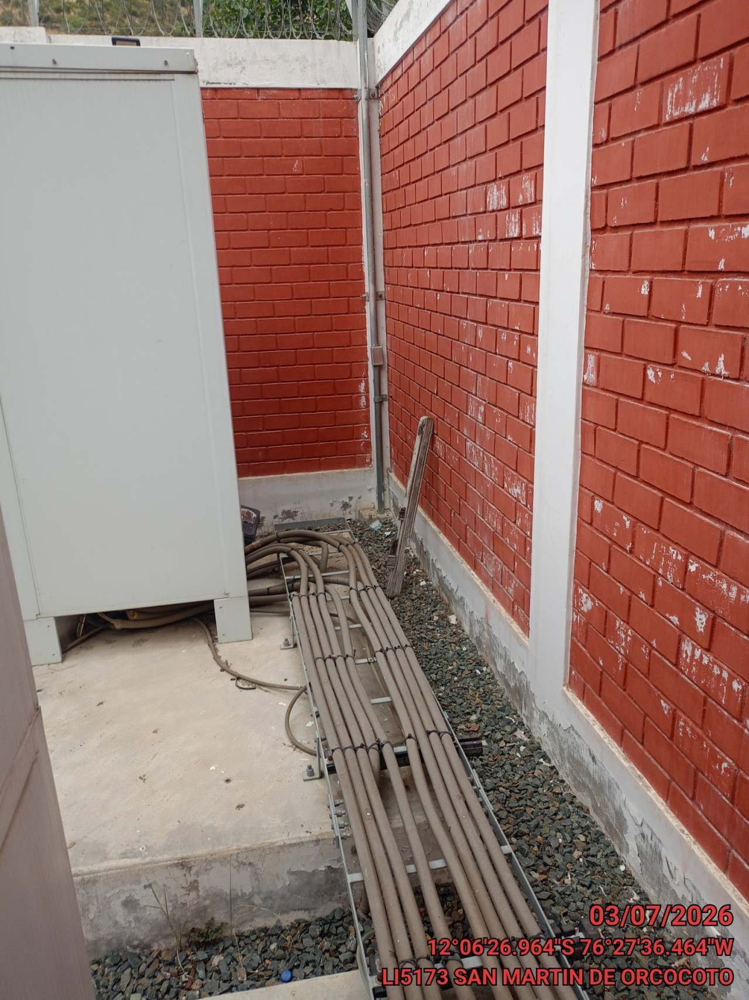 03/07/2026
12°06'26.964"S 76°27'36.464"W
LI5173 SAN MARTIN DE ORCOCOTO